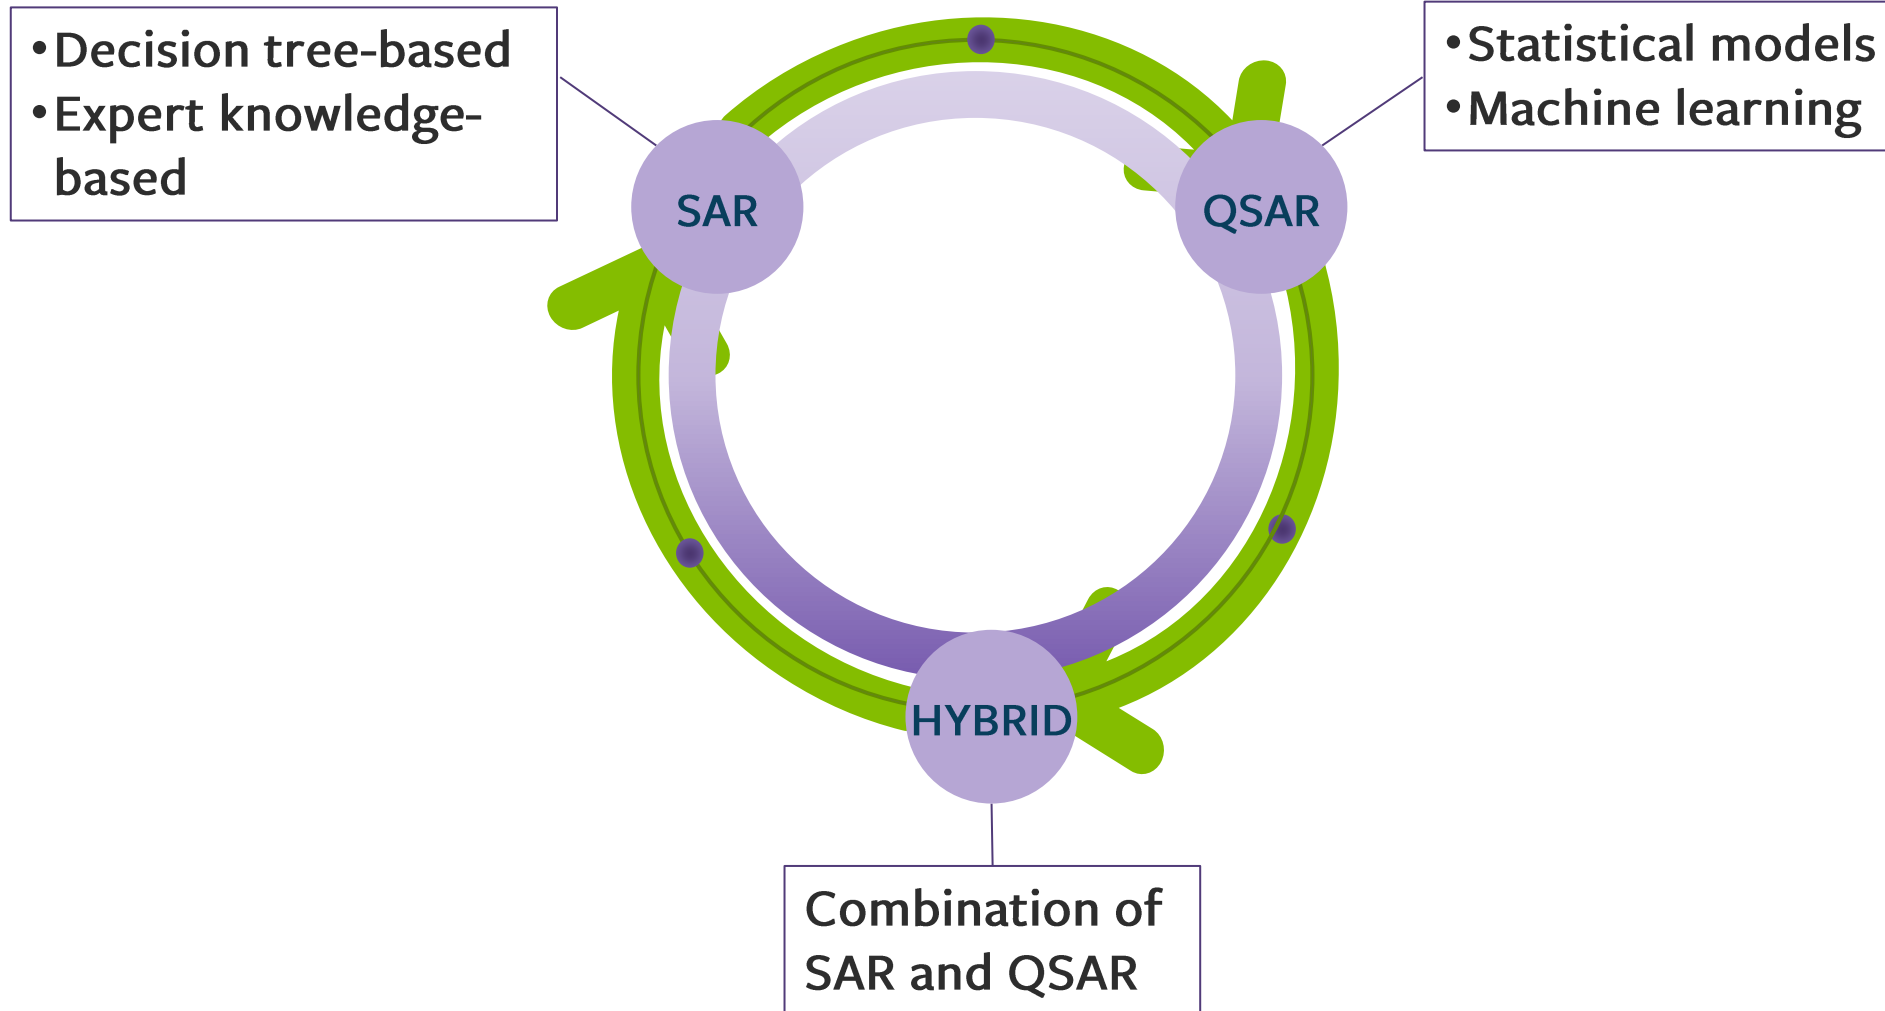 •Decision tree-based
•Expert knowledge-
based
•Statistical models
•Machine learning
SAR
QSAR
HYBRID
Combination of
SAR and QSAR